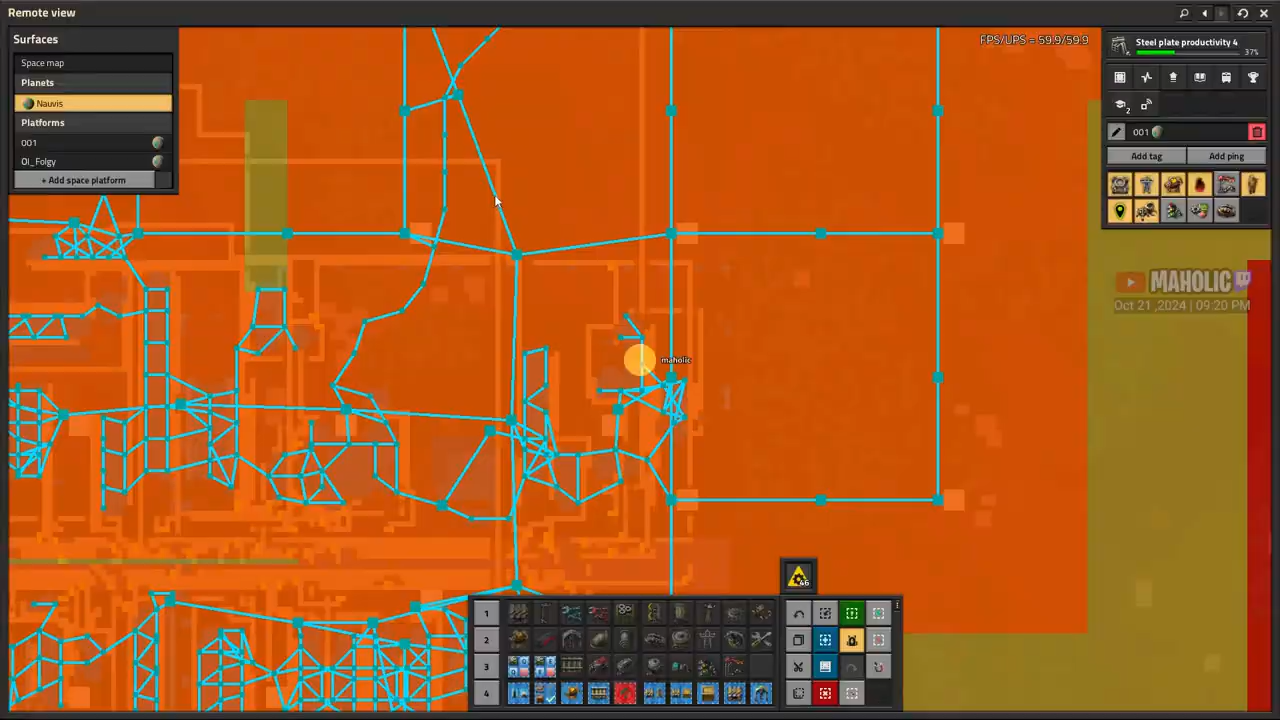 Remote view
FPS/UPS = 59.9/59.9
Surfaces
Space map
Planets
Nauvis
Platforms
001
OI_Folgy
+ Add space platform
Steel plate productivity 4
37%
2
001
Add tag
Add ping
MAHOLIC
Oct 21 ,2024 | 09:20 PM
maholic
46
1
2
3
4